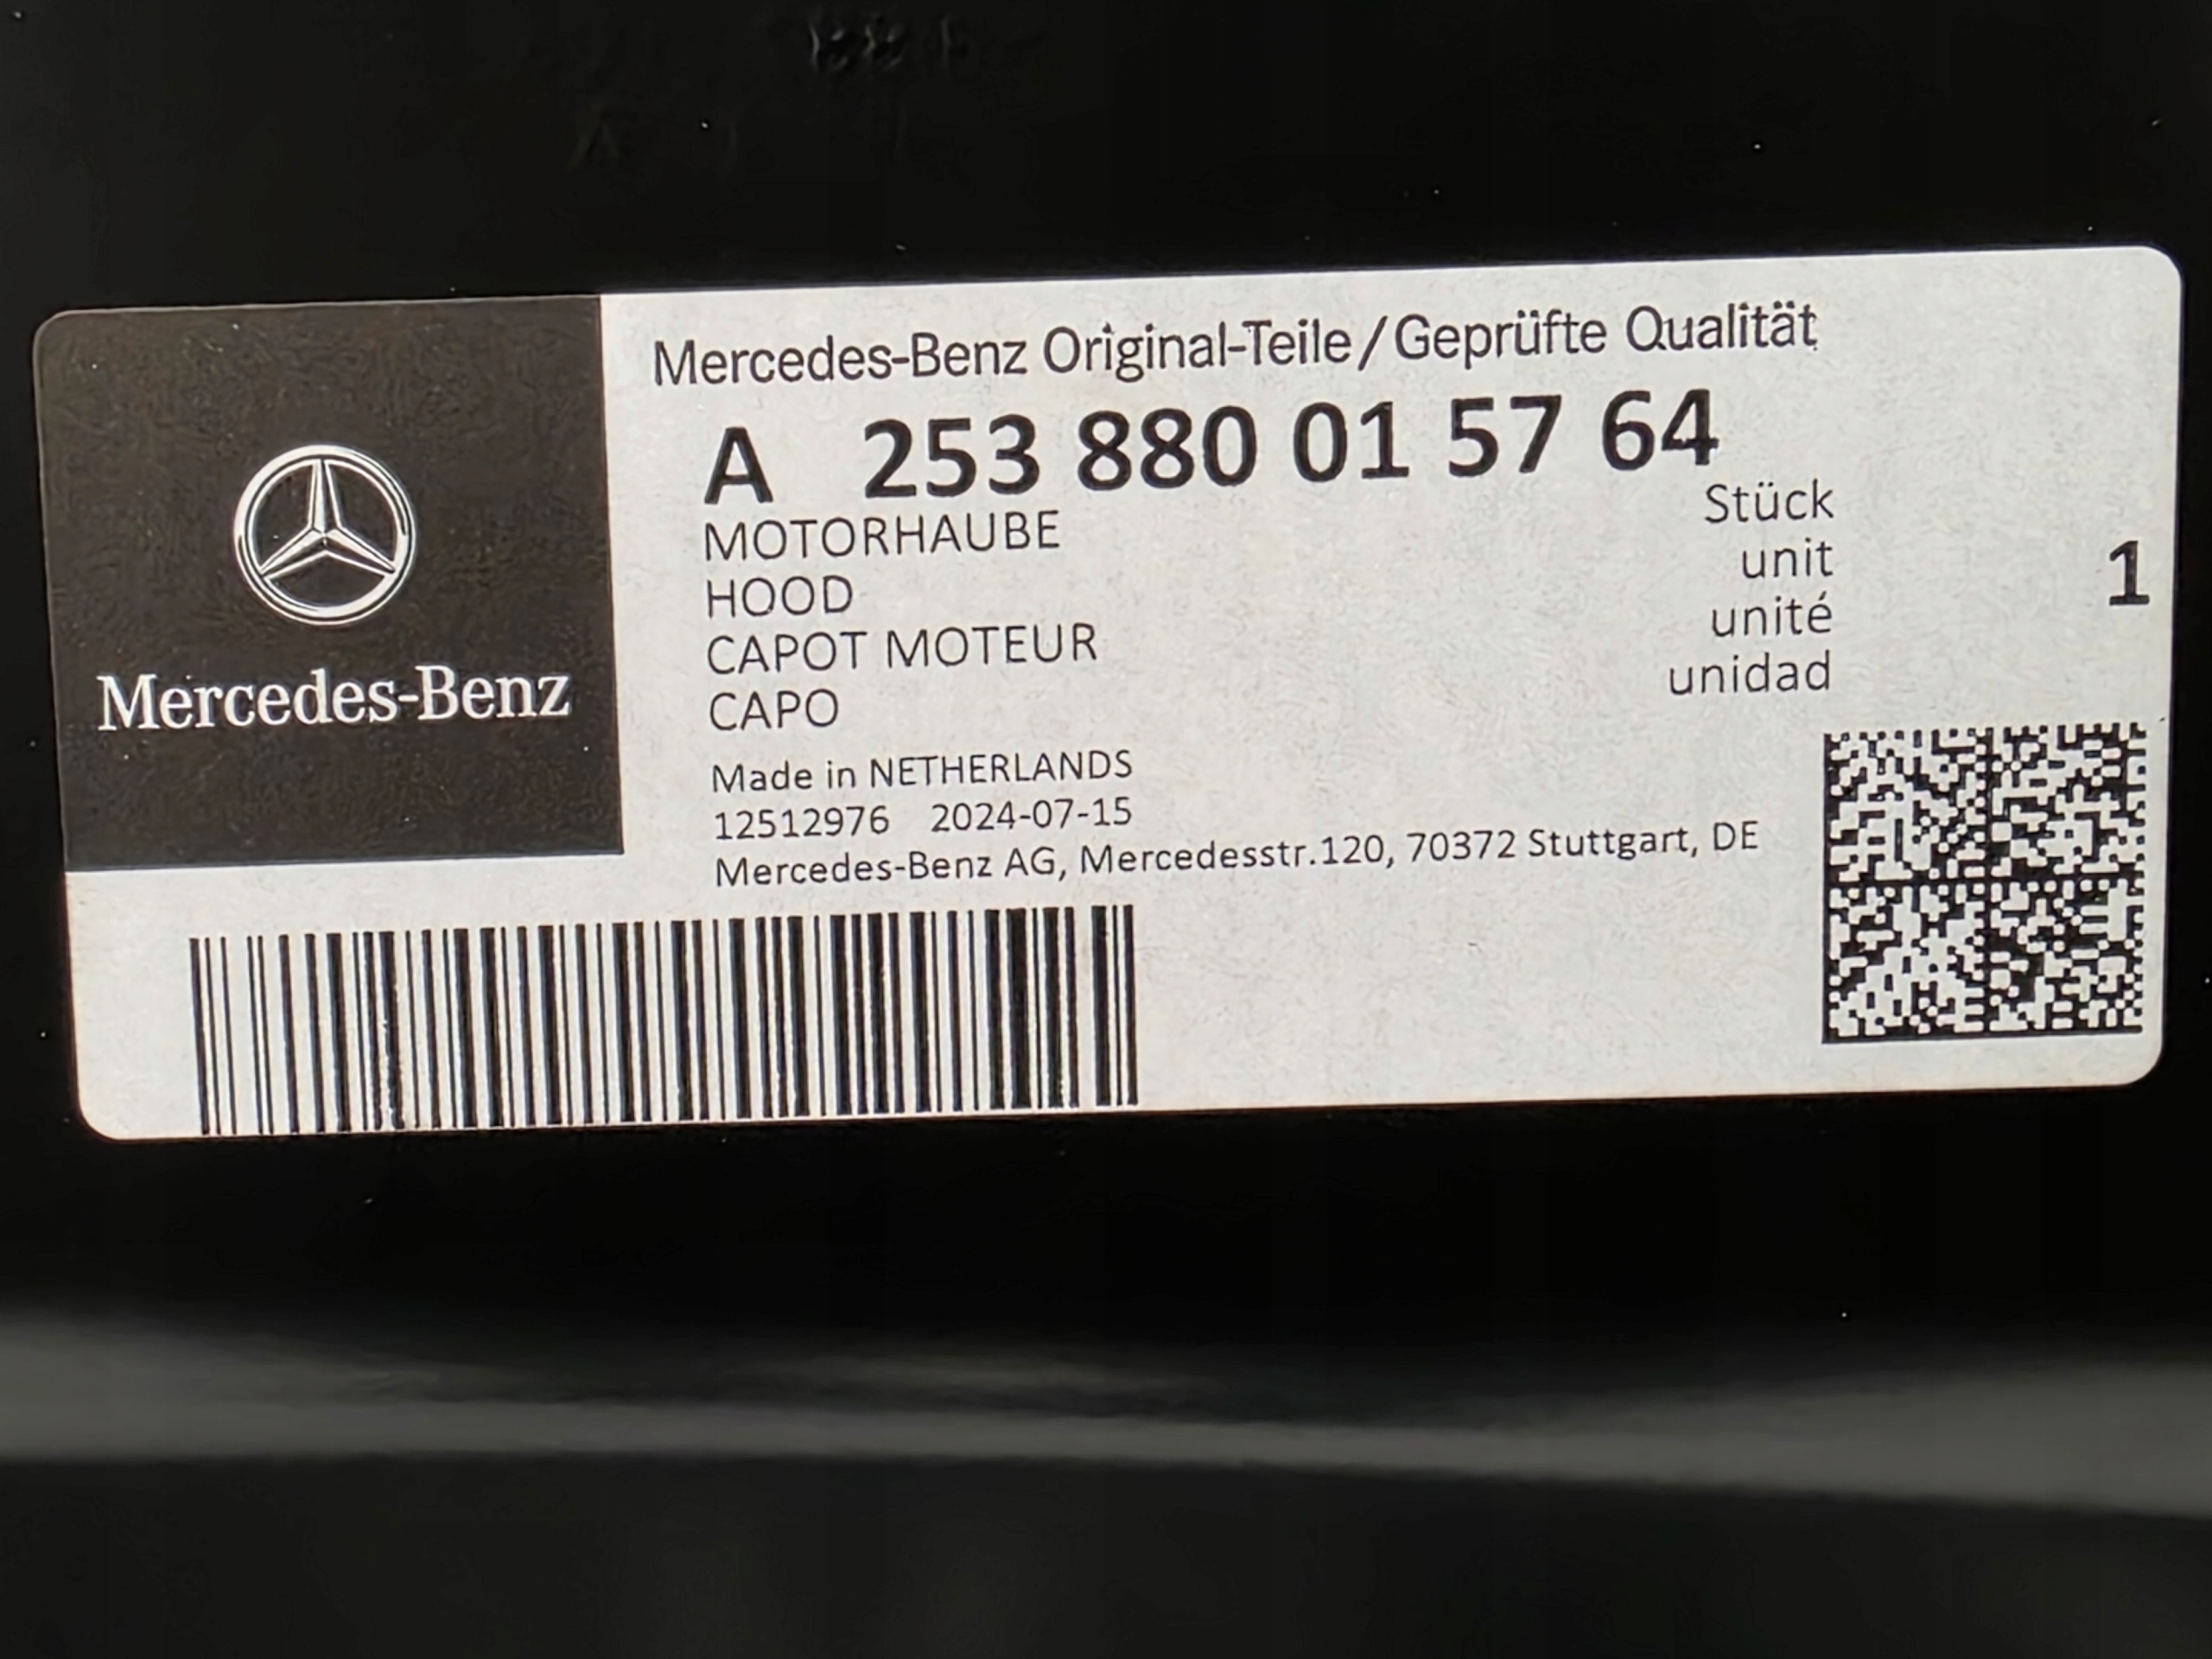 Mercedes-Benz
Mercedes-Benz Original-Teile/Geprüfte Qualität
A 253 880 01 57 64
MOTORHAUBE
HOOD
CAPOT MOTEUR
CAPO
Stück
unit
unité
unidad
1
Made in NETHERLANDS
12512976 2024-07-15
Mercedes-Benz AG, Mercedesstr.120, 70372 Stuttgart, DE